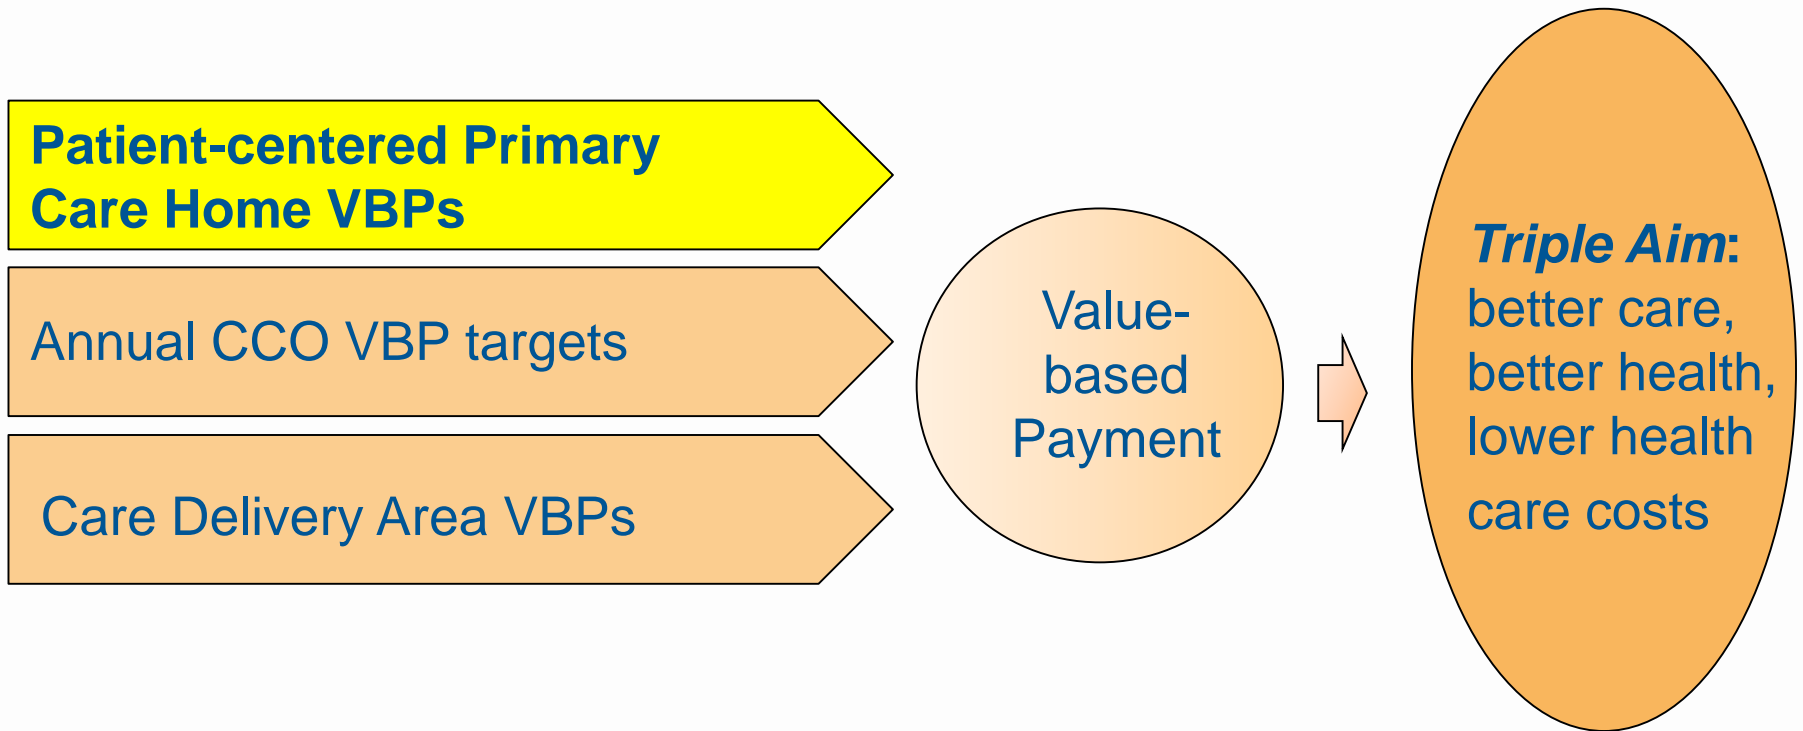 Patient-centered Primary
Care Home VBPs
Annual CCO VBP targets
Care Delivery Area VBPs
Value-
based
Payment
Triple Aim:
better care,
better health,
lower health
care costs